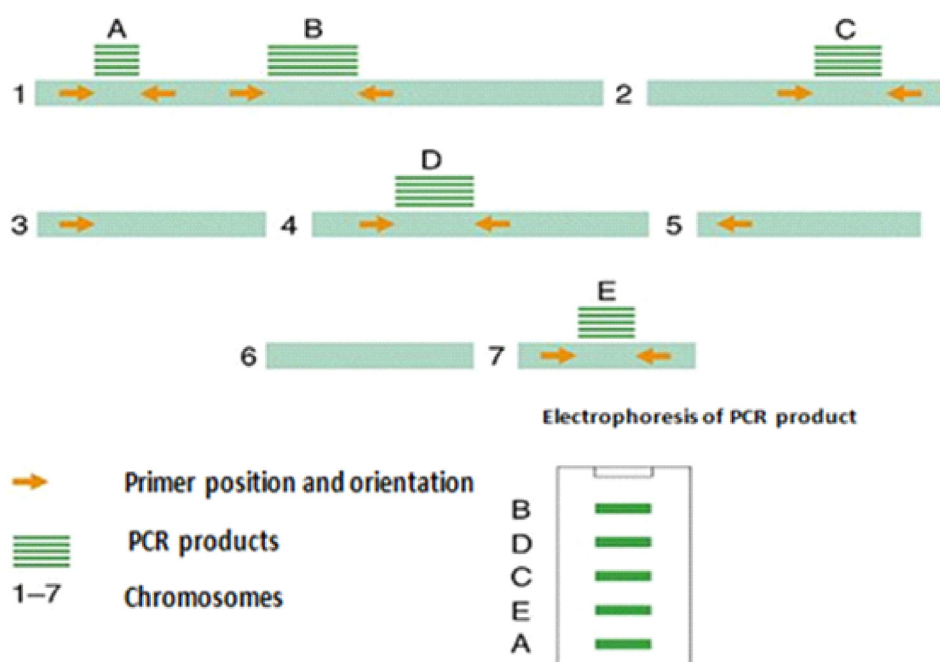 A B C
1 2
D
3 4 5
E
6 7
Electrophoresis of PCR product
Primer position and orientation
PCR products
1–7 Chromosomes
B
D
C
E
A